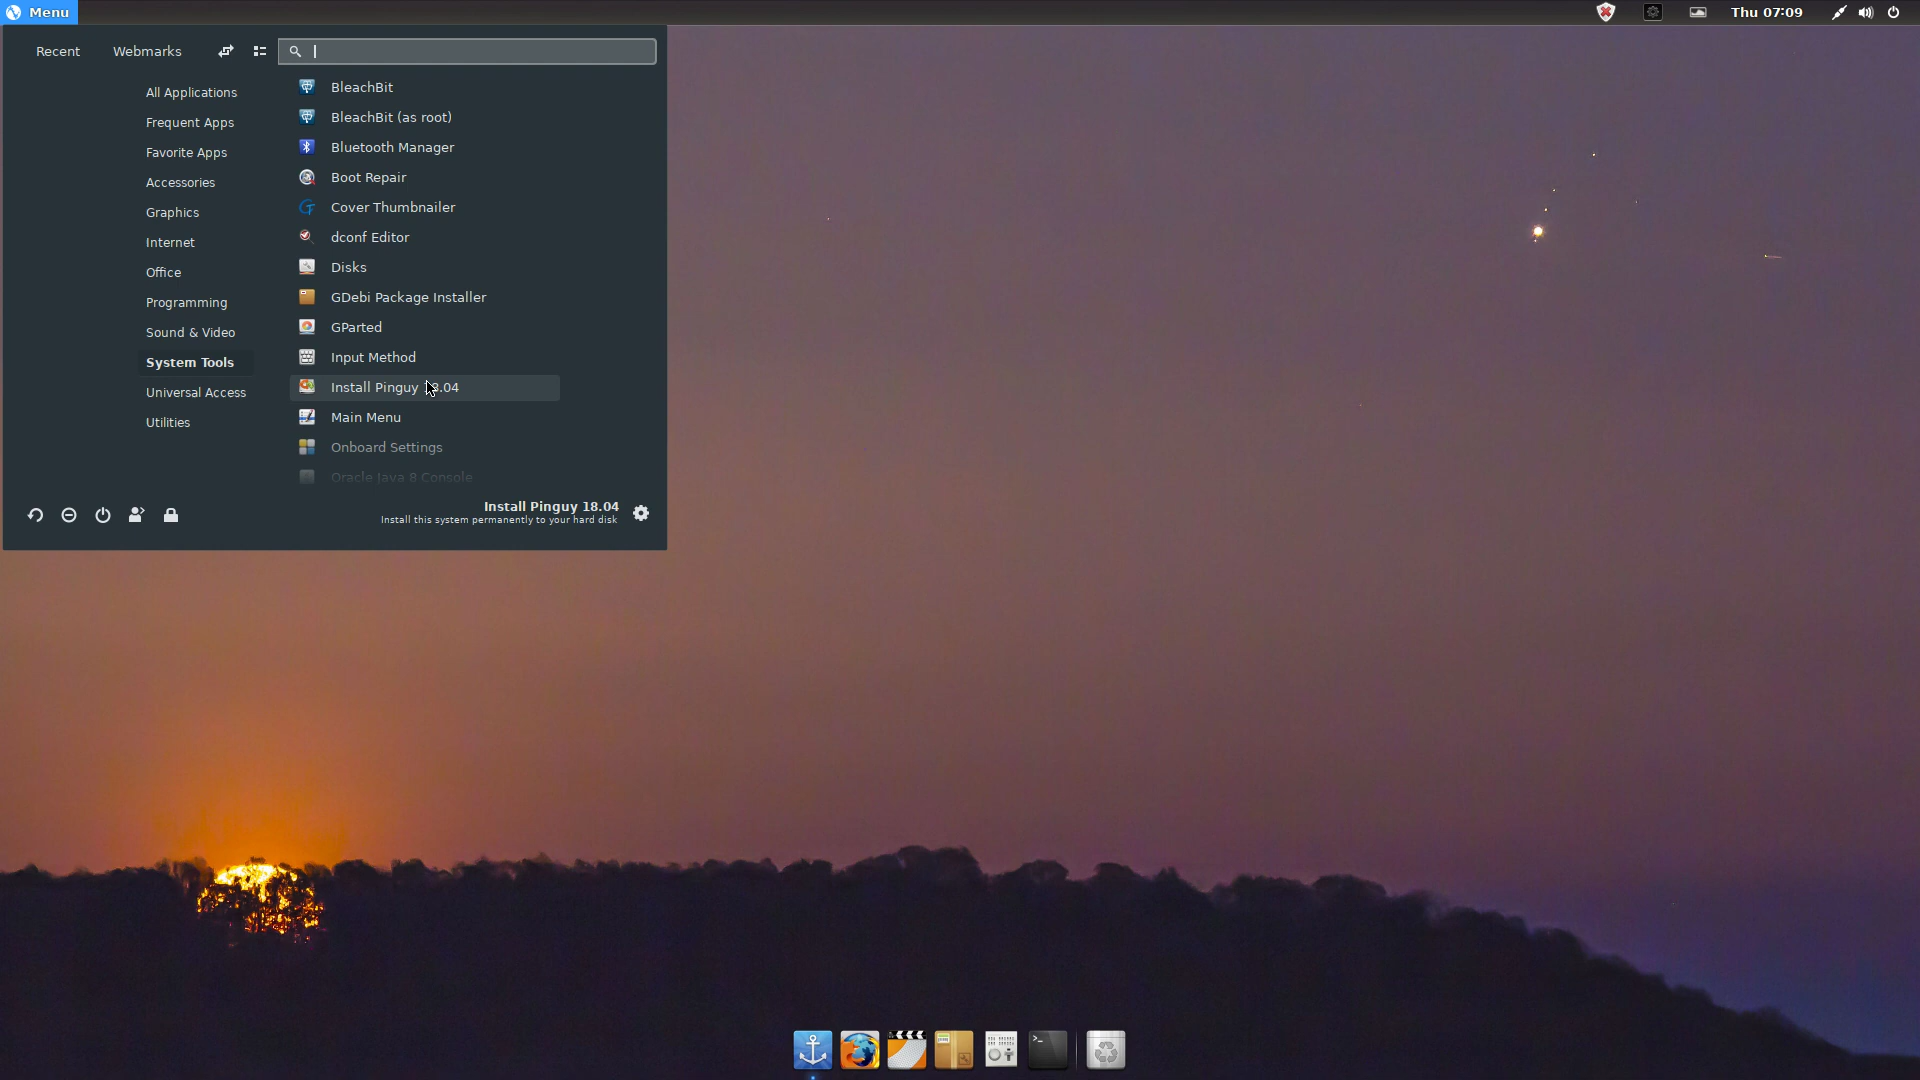 Menu
Thu 07:09
Recent
Webmarks
All Applications
Frequent Apps
Favorite Apps
Accessories
Graphics
Internet
Office
Programming
Sound & Video
System Tools
Universal Access
Utilities
BleachBit
BleachBit (as root)
Bluetooth Manager
Boot Repair
Cover Thumbnailer
dconf Editor
Disks
GDebi Package Installer
GParted
Input Method
Install Pinguy 18.04
Main Menu
Onboard Settings
Oracle Java 8 Console
Install Pinguy 18.04
Install this system permanently to your hard disk